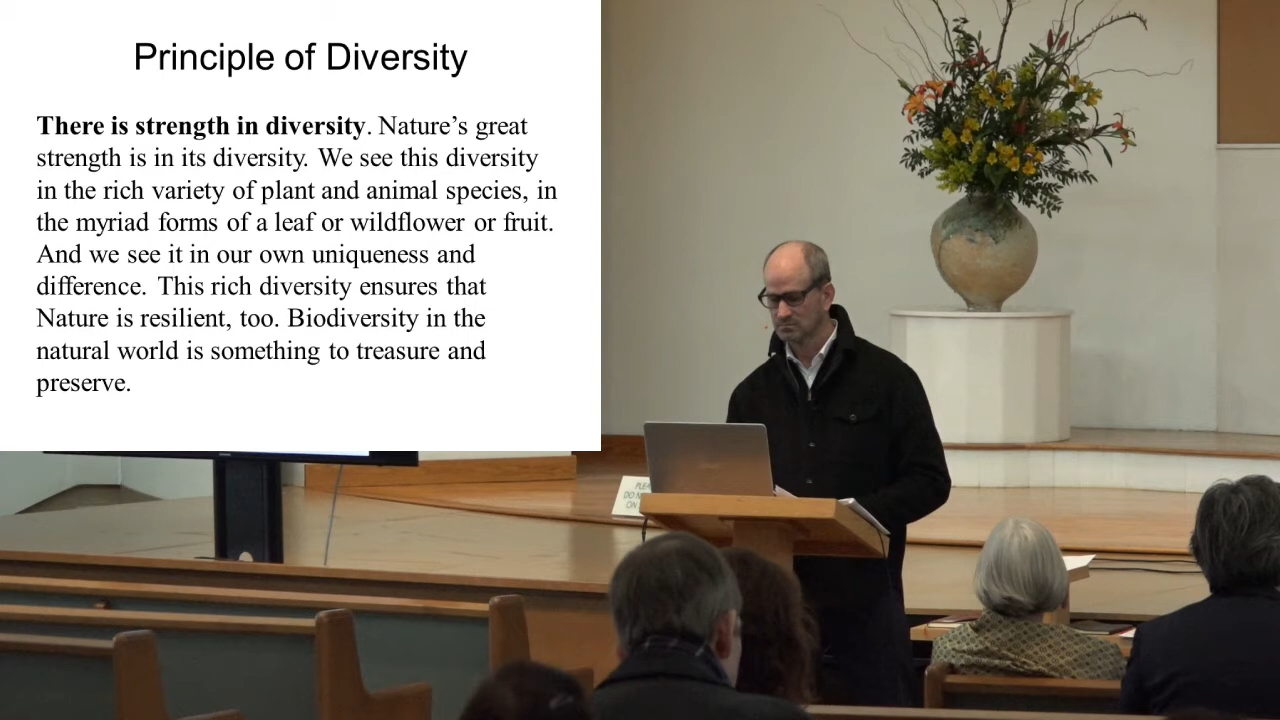 Principle of Diversity
There is strength in diversity. Nature’s great
strength is in its diversity. We see this diversity
in the rich variety of plant and animal species, in
the myriad forms of a leaf or wildflower or fruit.
And we see it in our own uniqueness and
difference. This rich diversity ensures that
Nature is resilient, too. Biodiversity in the
natural world is something to treasure and
preserve.
DO
ON